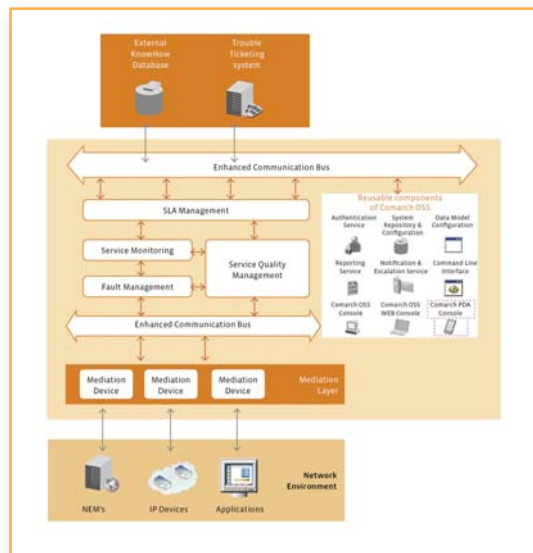 External
KnowHow
Database
Trouble
Ticketing
system
Enhanced Communication Bus
SLA Management
Service Monitoring
Fault Management
Service Quality
Management
Enhanced Communication Bus
Reusable components
of Comarch OSS
Authentication
Service
System
Repository &
Configuration
Data Model
Configuration
Reporting
Service
Notification &
Escalation Service
Command Line
Interface
Comarch OSS
Console
Comarch OSS
WEB Console
Comarch PDA
Console
Mediation
Device
Mediation
Device
Mediation
Device
Mediation
Layer
NEM's
IP Devices
Applications
Network
Environment